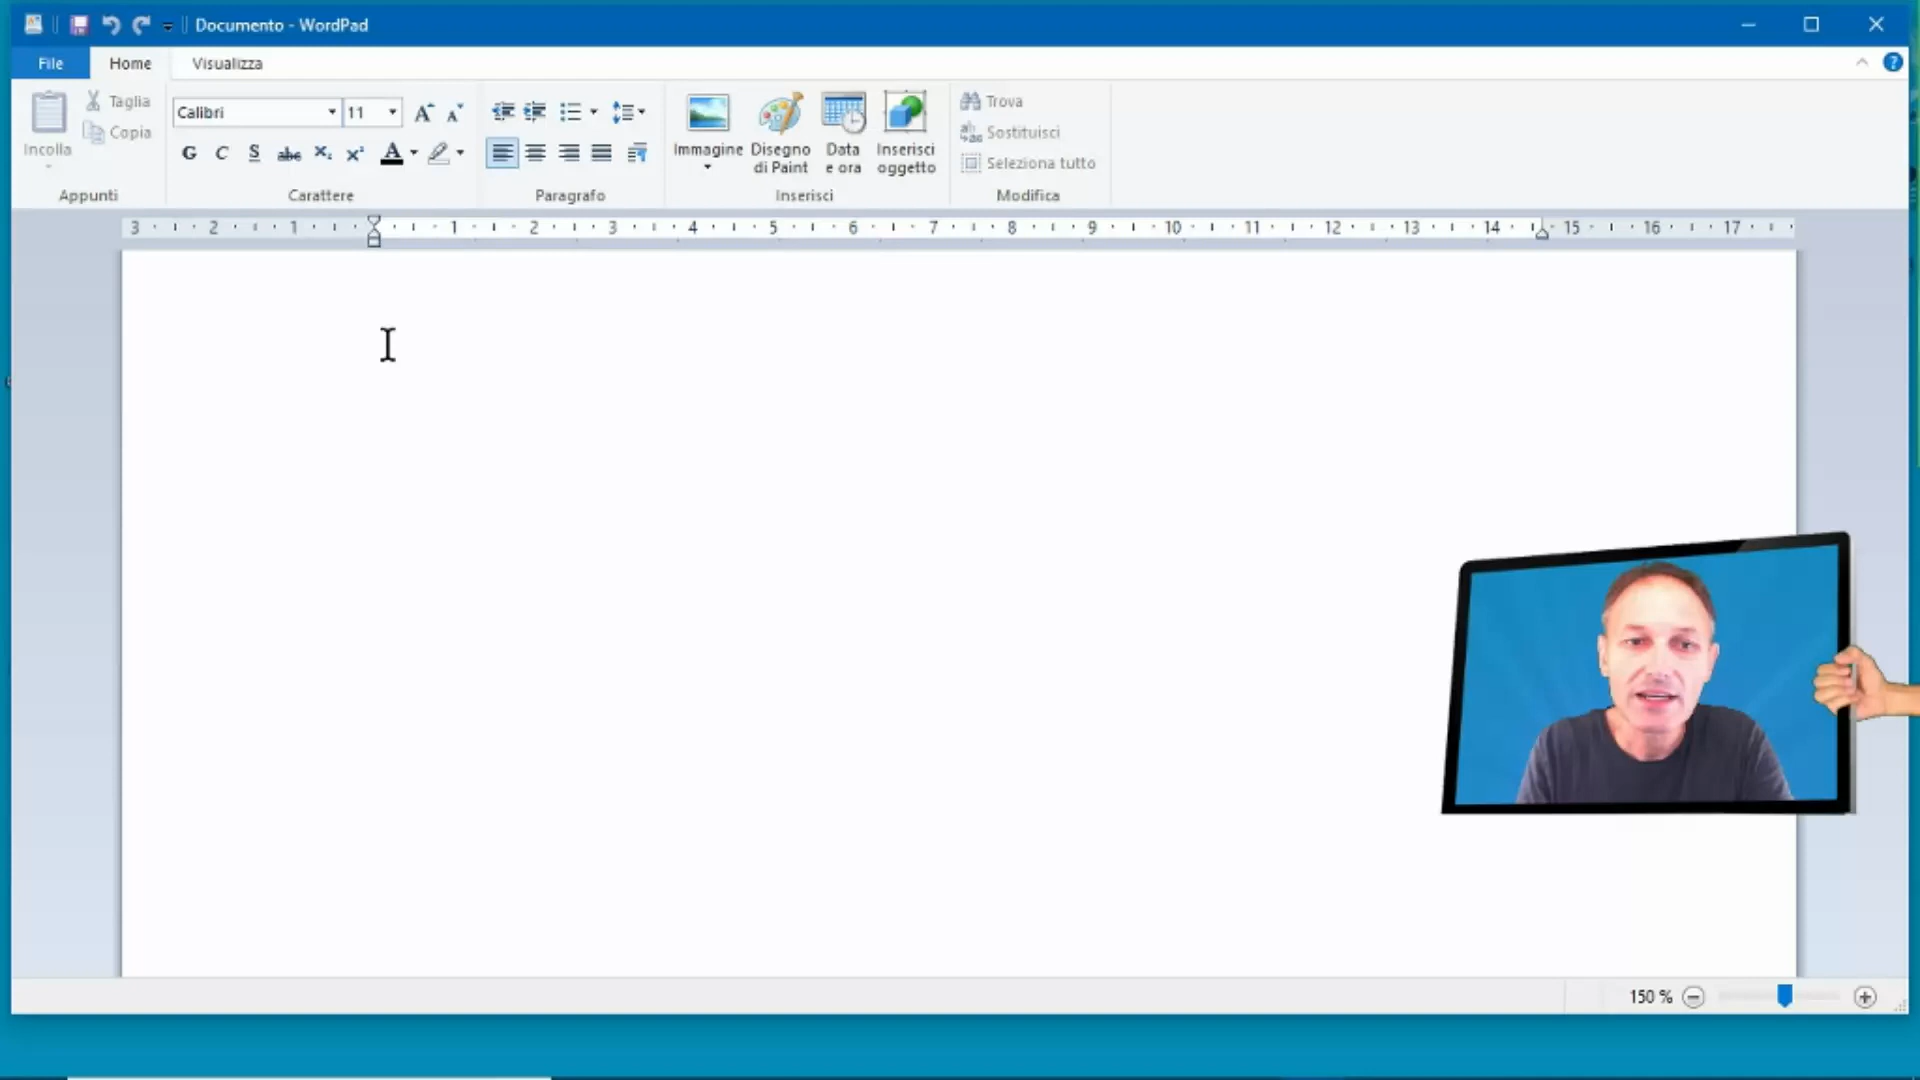 Documento - WordPad
File Home Visualizza
Incolla
Taglia
Copia
Appunti
Calibri 11
G C S abc X₂ X² A
Carattere
Paragrafo
Immagine
Disegno di Paint
Data e ora
Inserisci oggetto
Inserisci
Trova
Sostituisci
Seleziona tutto
Modifica
3 2 1 1 2 3 4 5 6 7 8 9 10 11 12 13 14 15 16 17
150 %